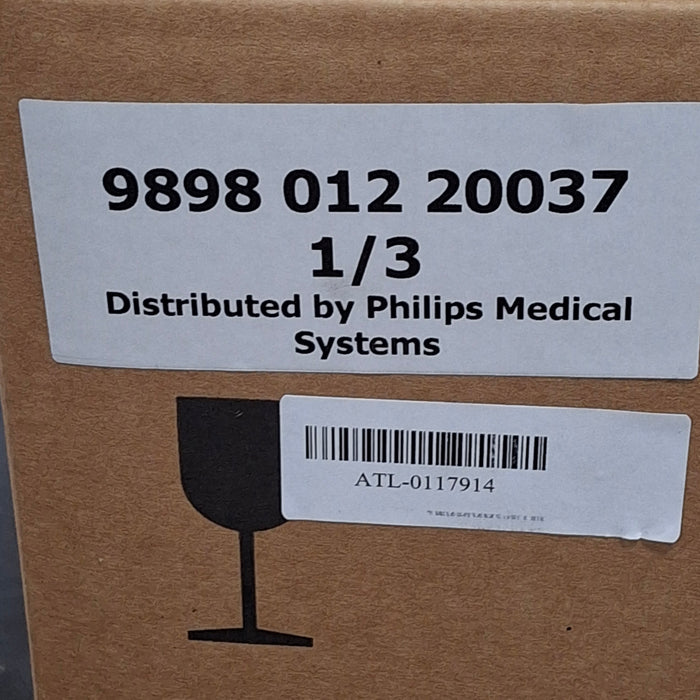 9898 012 20037
1/3
Distributed by Philips Medical
Systems
ATL-0117914